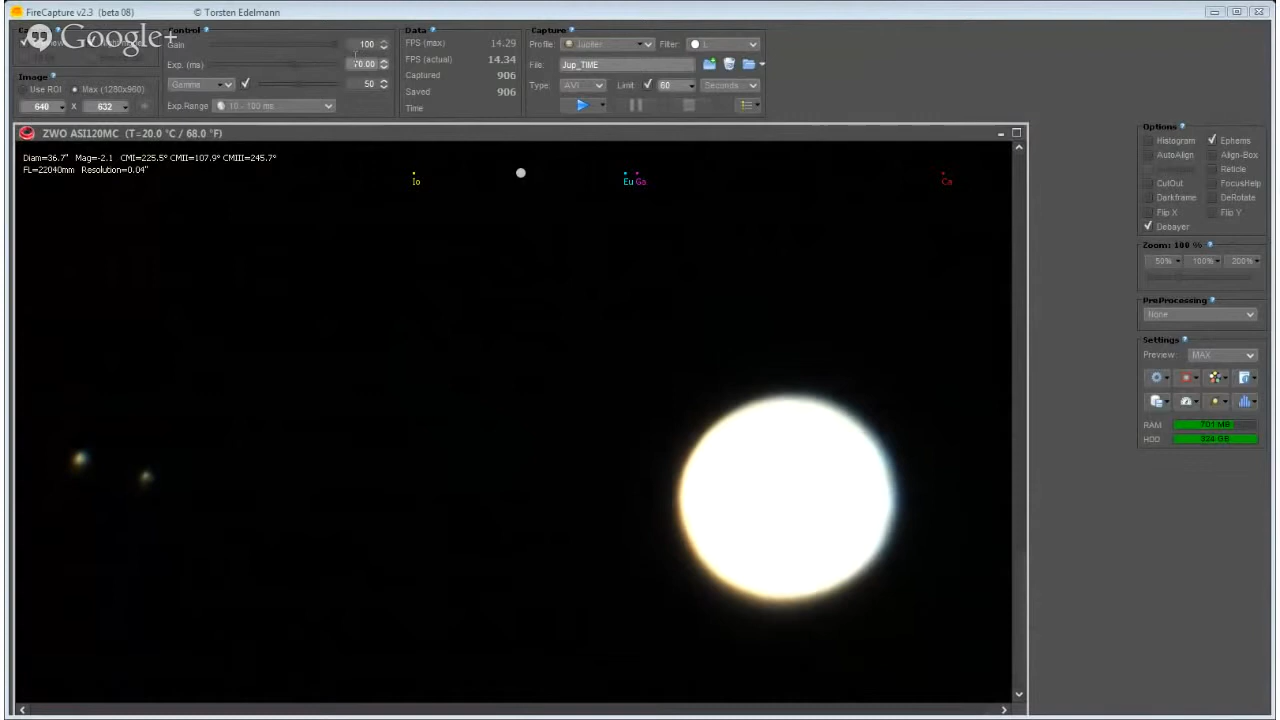 FireCapture v2.3 (beta 08) © Torsten Edelmann
Google+
Control
Gain 100
Exp. (ms) 70.00
Gamma 50
Exp.Range 10 - 100 ms
Image
Use ROI Max (1280x960)
640 x 632
Data
FPS (max) 14.29
FPS (actual) 14.34
Captured 906
Saved 906
Time
Capture
Profile: Jupiter Filter: L
File: Jup_TIME
Type: AVI Limit: 60 Seconds
ZWO ASI120MC (T=20.0 °C / 68.0 °F)
Diam=36.7" Mag=-2.1 CMI=225.5° CMII=107.9° CMIII=245.7°
FL=22040mm Resolution=0.04"
Io Eu Ga Ca
Options
Histogram Ephems
AutoAlign Align-Box
Reticle
CutOut FocusHelp
Darkframe DeRotate
Flip X Flip Y
Debayer
Zoom: 100 %
50% 100% 200%
PreProcessing
None
Settings
Preview: MAX
RAM 701 MB
HDD